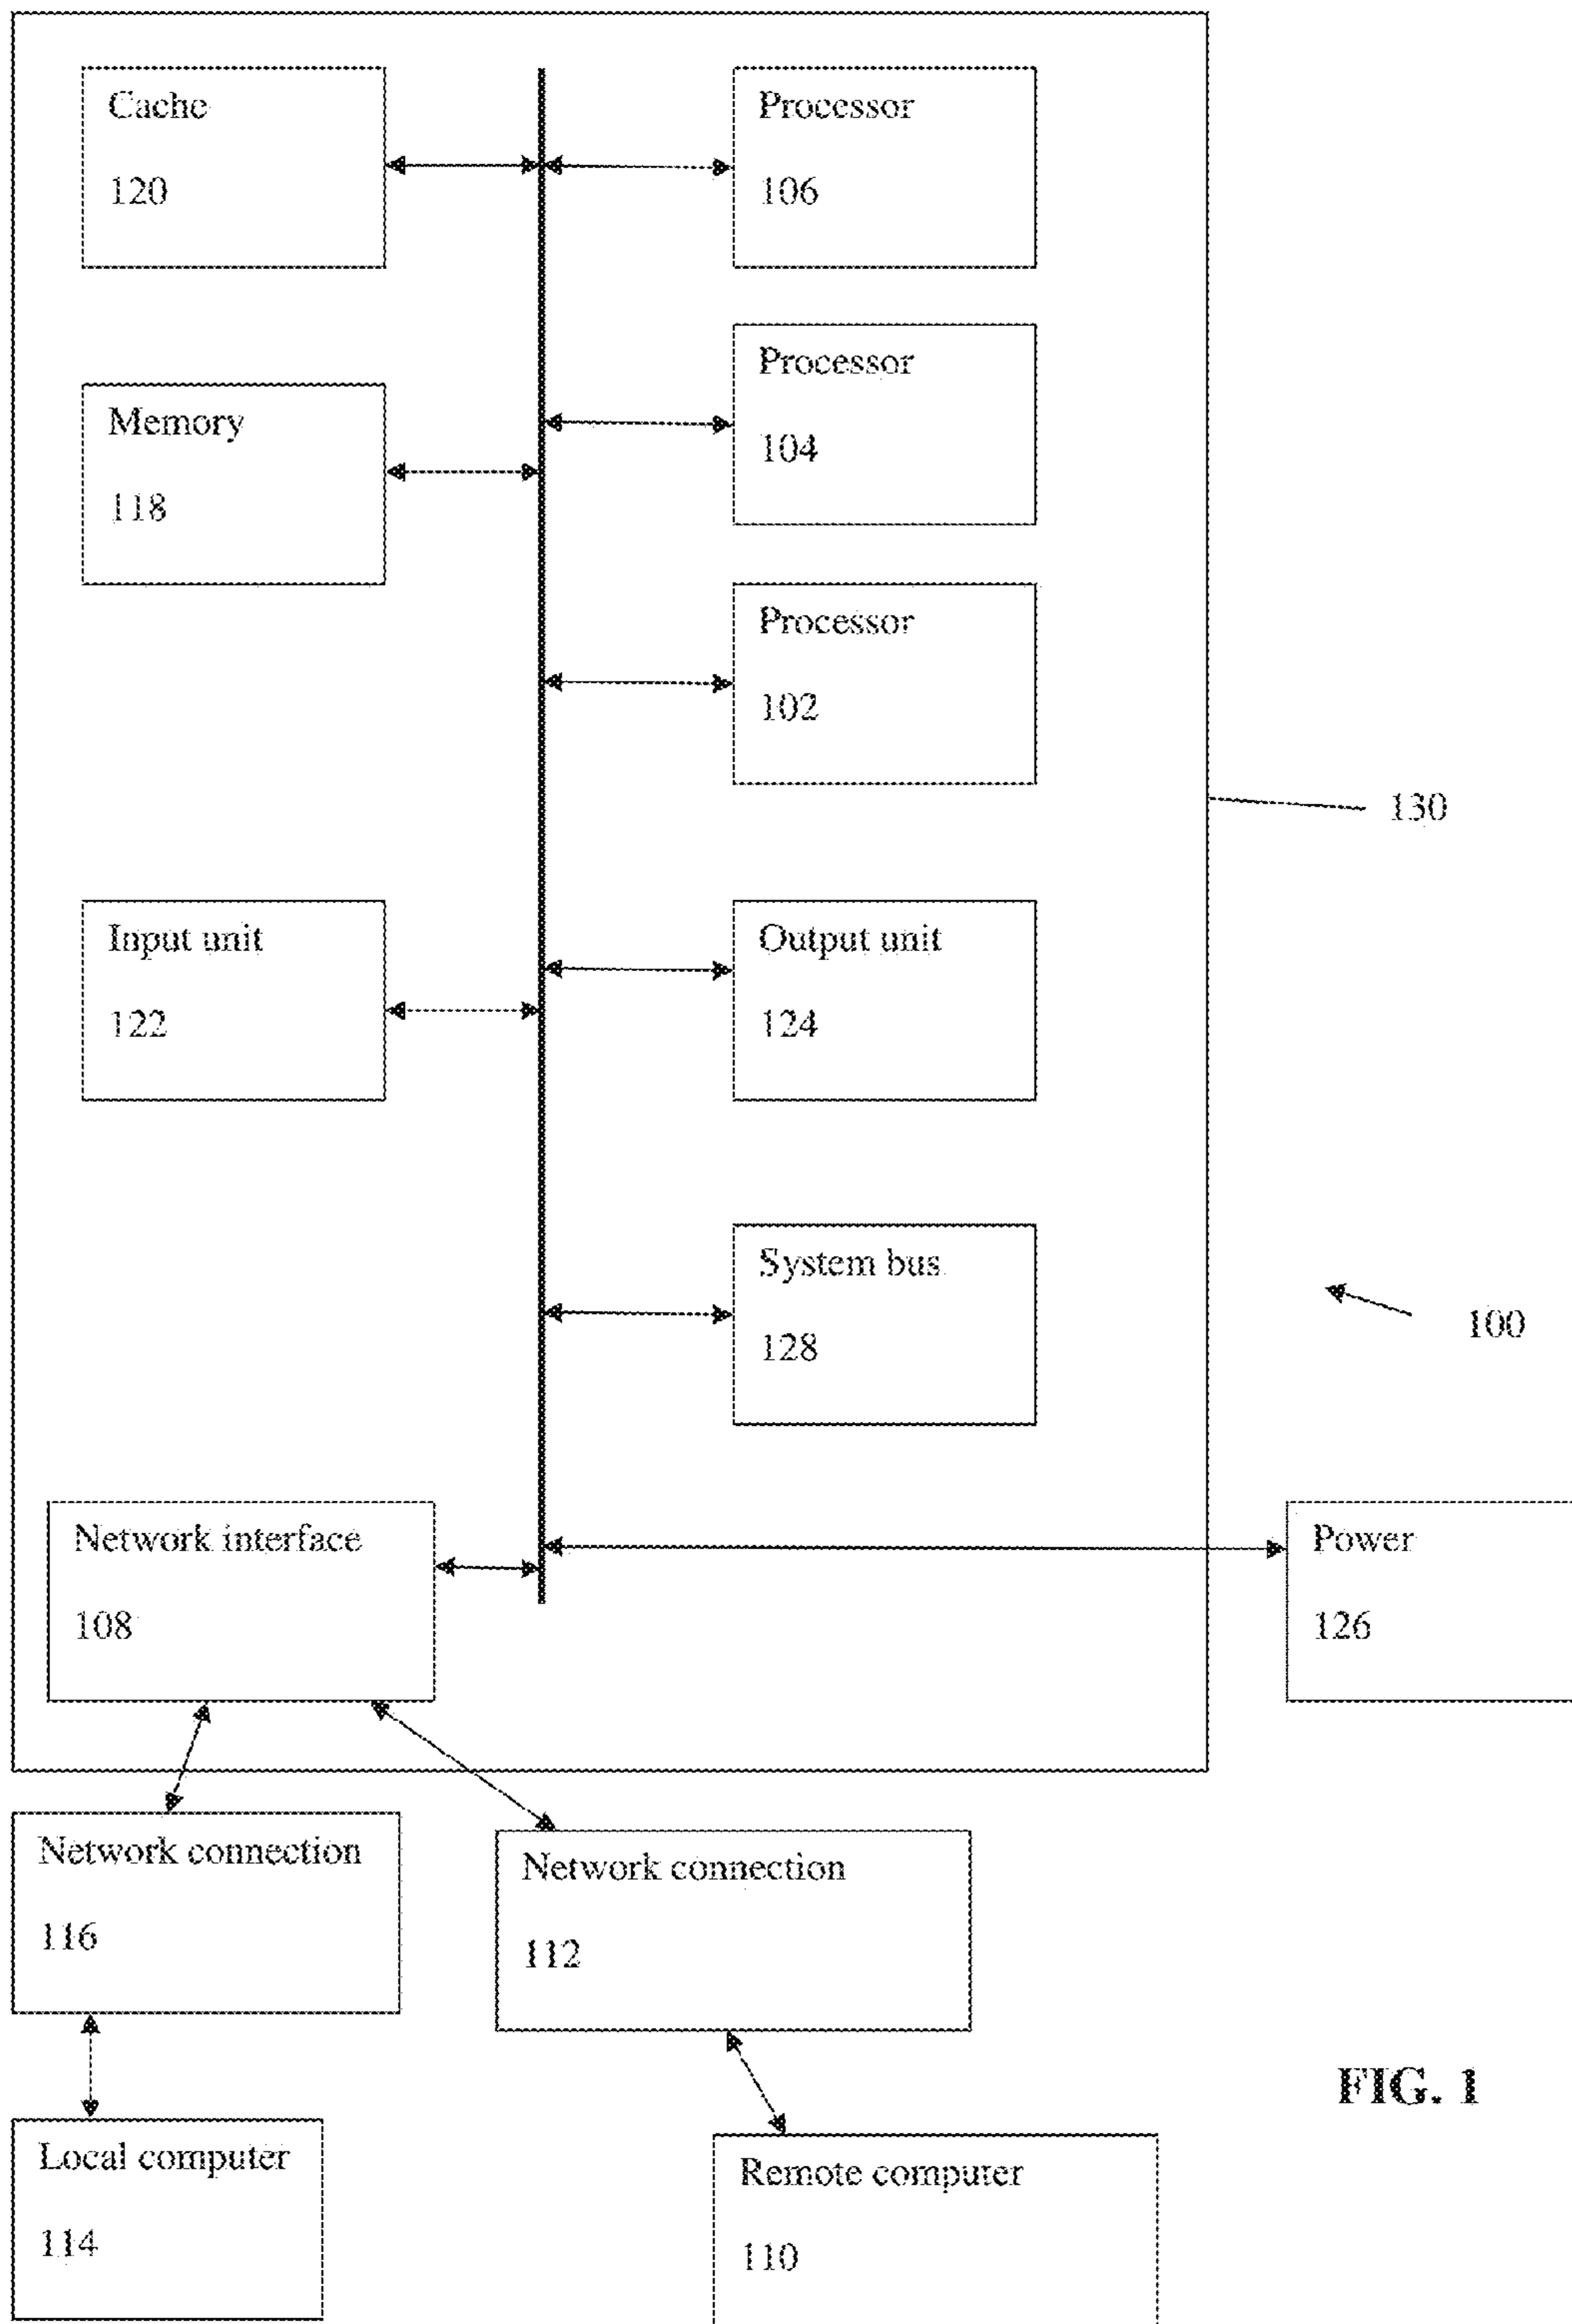 Cache
120
Processor
106
Processor
104
Memory
118
Processor
102
130
Input unit
122
Output unit
124
System bus
128
100
Network interface
108
Power
126
Network connection
116
Network connection
112
FIG. 1
Local computer
114
Remote computer
110